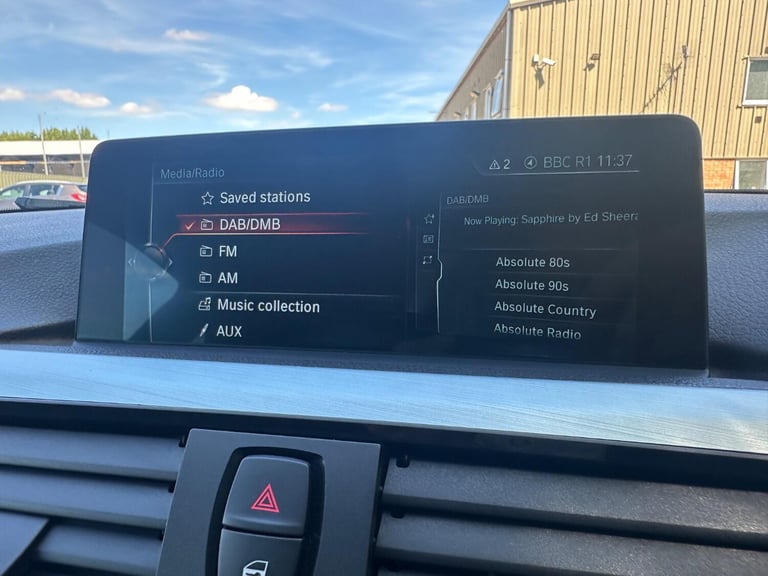 Media/Radio
2 BBC R1 11:37
Saved stations
DAB/DMB
FM
AM
Music collection
AUX
DAB/DMB
Now Playing: Sapphire by Ed Sheera
Absolute 80s
Absolute 90s
Absolute Country
Absolute Radio